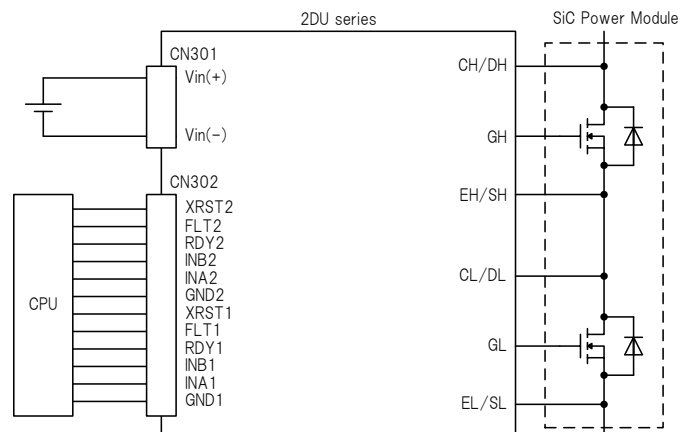 2DU series
SiC Power Module
CN301
Vin(+)
Vin(-)
CN302
XRST2
FLT2
RDY2
INB2
INA2
GND2
XRST1
FLT1
RDY1
INB1
INA1
GND1
CPU
CH/DH
GH
EH/SH
CL/DL
GL
EL/SL